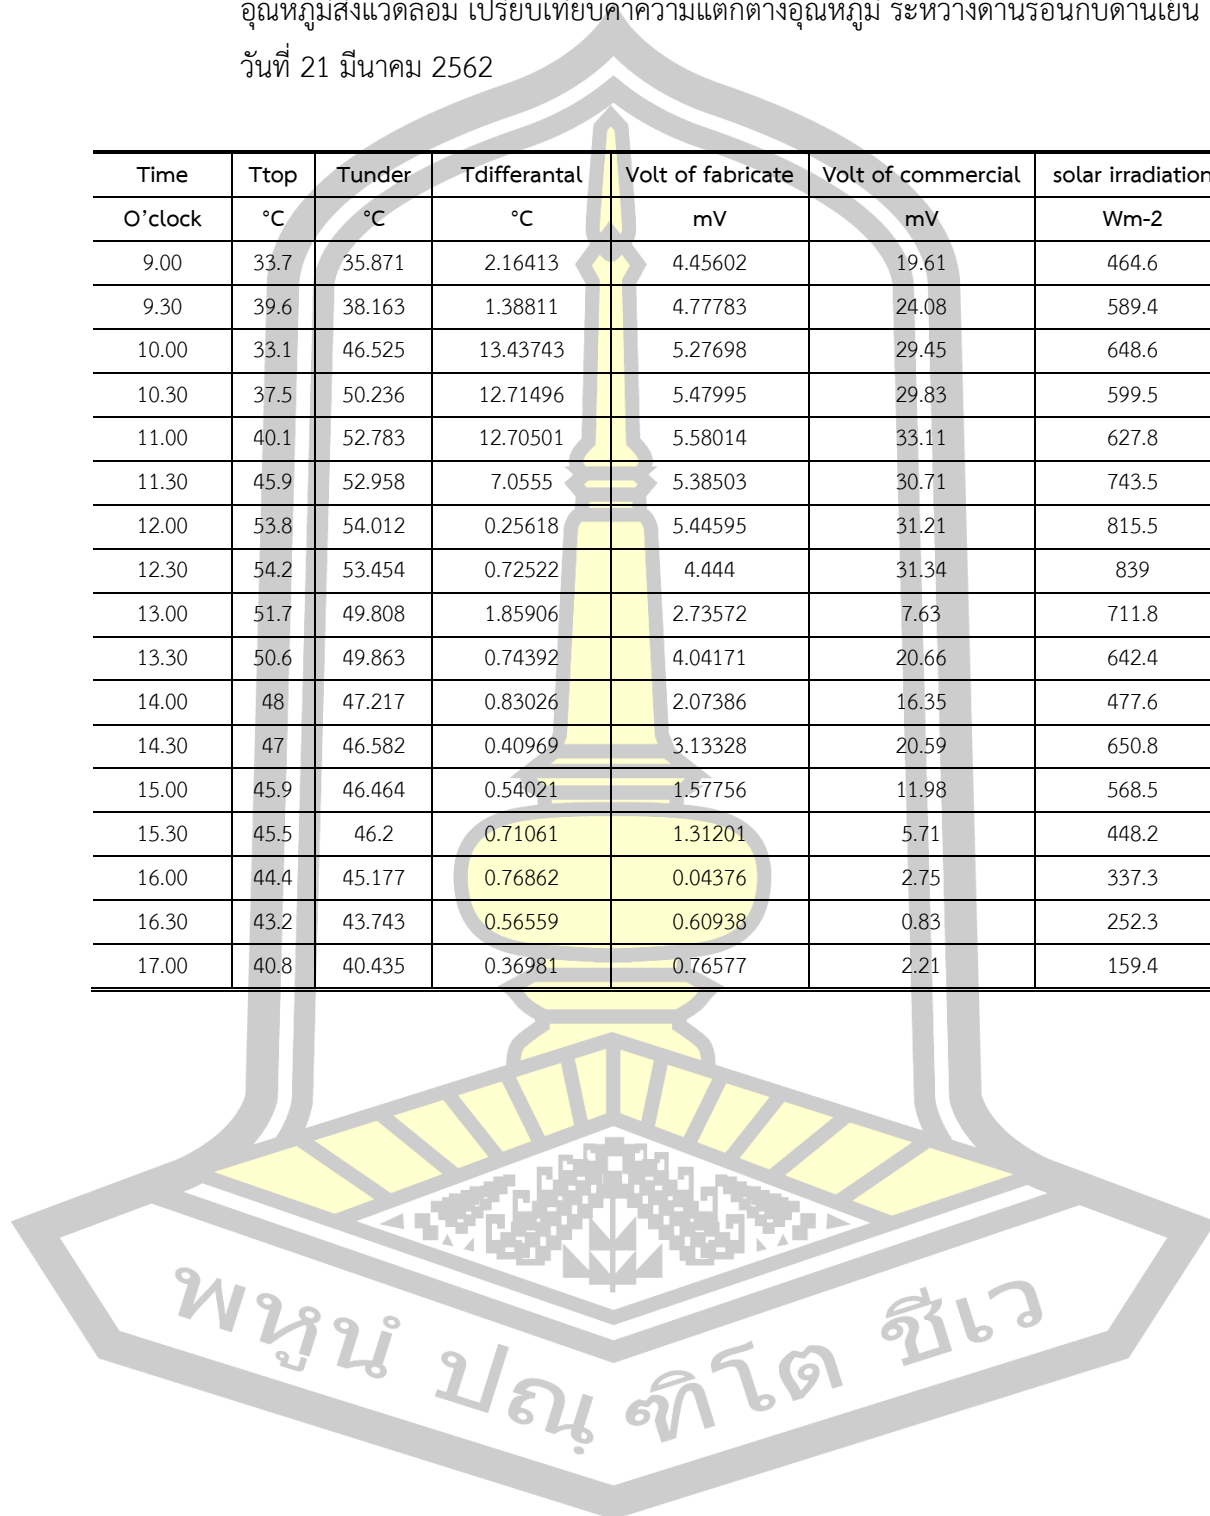 อุณหภูมิสิ่งแวดล้อม เปรียบเทียบค่าความแตกต่างอุณหภูมิ ระหว่างด้านร้อนกับด้านเย็น
วันที่ 21 มีนาคม 2562
Time Ttop Tunder Tdifferantal Volt of fabricate Volt of commercial solar irradiation
O’clock °C °C °C mV mV Wm-2
9.00 33.7 35.871 2.16413 4.45602 19.61 464.6
9.30 39.6 38.163 1.38811 4.77783 24.08 589.4
10.00 33.1 46.525 13.43743 5.27698 29.45 648.6
10.30 37.5 50.236 12.71496 5.47995 29.83 599.5
11.00 40.1 52.783 12.70501 5.58014 33.11 627.8
11.30 45.9 52.958 7.0555 5.38503 30.71 743.5
12.00 53.8 54.012 0.25618 5.44595 31.21 815.5
12.30 54.2 53.454 0.72522 4.444 31.34 839
13.00 51.7 49.808 1.85906 2.73572 7.63 711.8
13.30 50.6 49.863 0.74392 4.04171 20.66 642.4
14.00 48 47.217 0.83026 2.07386 16.35 477.6
14.30 47 46.582 0.40969 3.13328 20.59 650.8
15.00 45.9 46.464 0.54021 1.57756 11.98 568.5
15.30 45.5 46.2 0.71061 1.31201 5.71 448.2
16.00 44.4 45.177 0.76862 0.04376 2.75 337.3
16.30 43.2 43.743 0.56559 0.60938 0.83 252.3
17.00 40.8 40.435 0.36981 0.76577 2.21 159.4
พหูนํ ปณฺฑิโต ชีเว